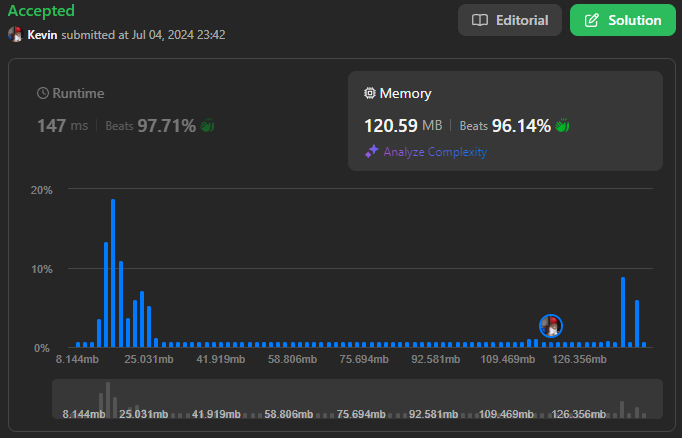 Accepted
Editorial
Solution
Kevin submitted at Jul 04, 2024 23:42
Runtime
Memory
147 ms Beats 97.71%
120.59 MB Beats 96.14%
Analyze Complexity
20%
10%
0%
8.144mb 25.031mb 41.919mb 58.806mb 75.694mb 92.581mb 109.469mb 126.356mb
8.144mb 25.031mb 41.919mb 58.806mb 75.694mb 92.581mb 109.469mb 126.356mb